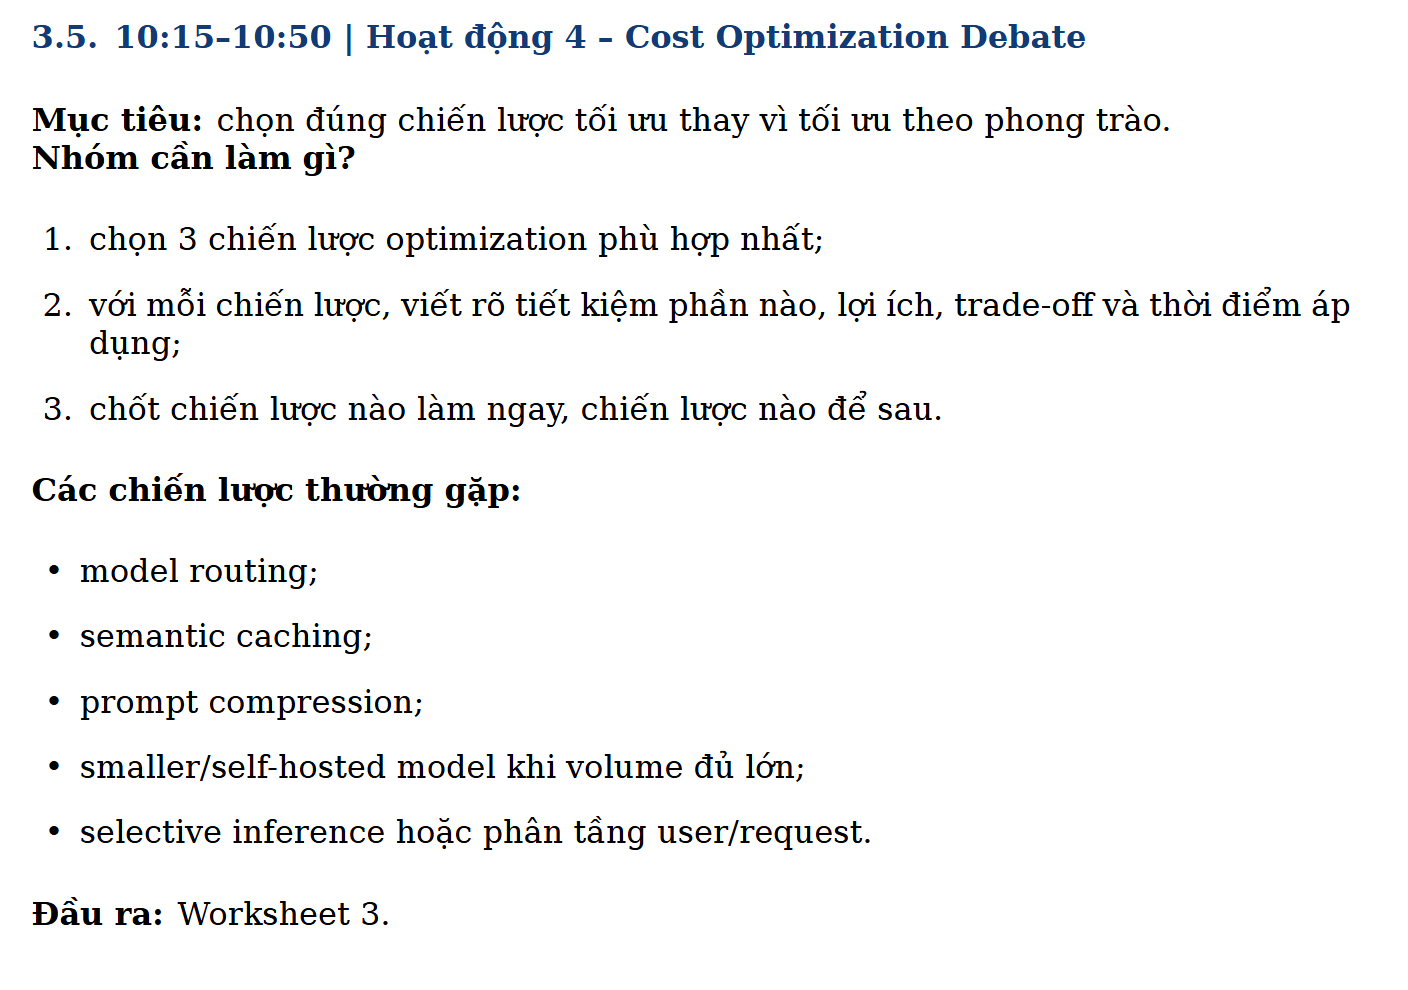 3.5. 10:15–10:50 | Hoạt động 4 – Cost Optimization Debate
Mục tiêu: chọn đúng chiến lược tối ưu thay vì tối ưu theo phong trào.
Nhóm cần làm gì?
1. chọn 3 chiến lược optimization phù hợp nhất;
2. với mỗi chiến lược, viết rõ tiết kiệm phần nào, lợi ích, trade-off và thời điểm áp
dụng;
3. chốt chiến lược nào làm ngay, chiến lược nào để sau.
Các chiến lược thường gặp:
• model routing;
• semantic caching;
• prompt compression;
• smaller/self-hosted model khi volume đủ lớn;
• selective inference hoặc phân tầng user/request.
Đầu ra: Worksheet 3.